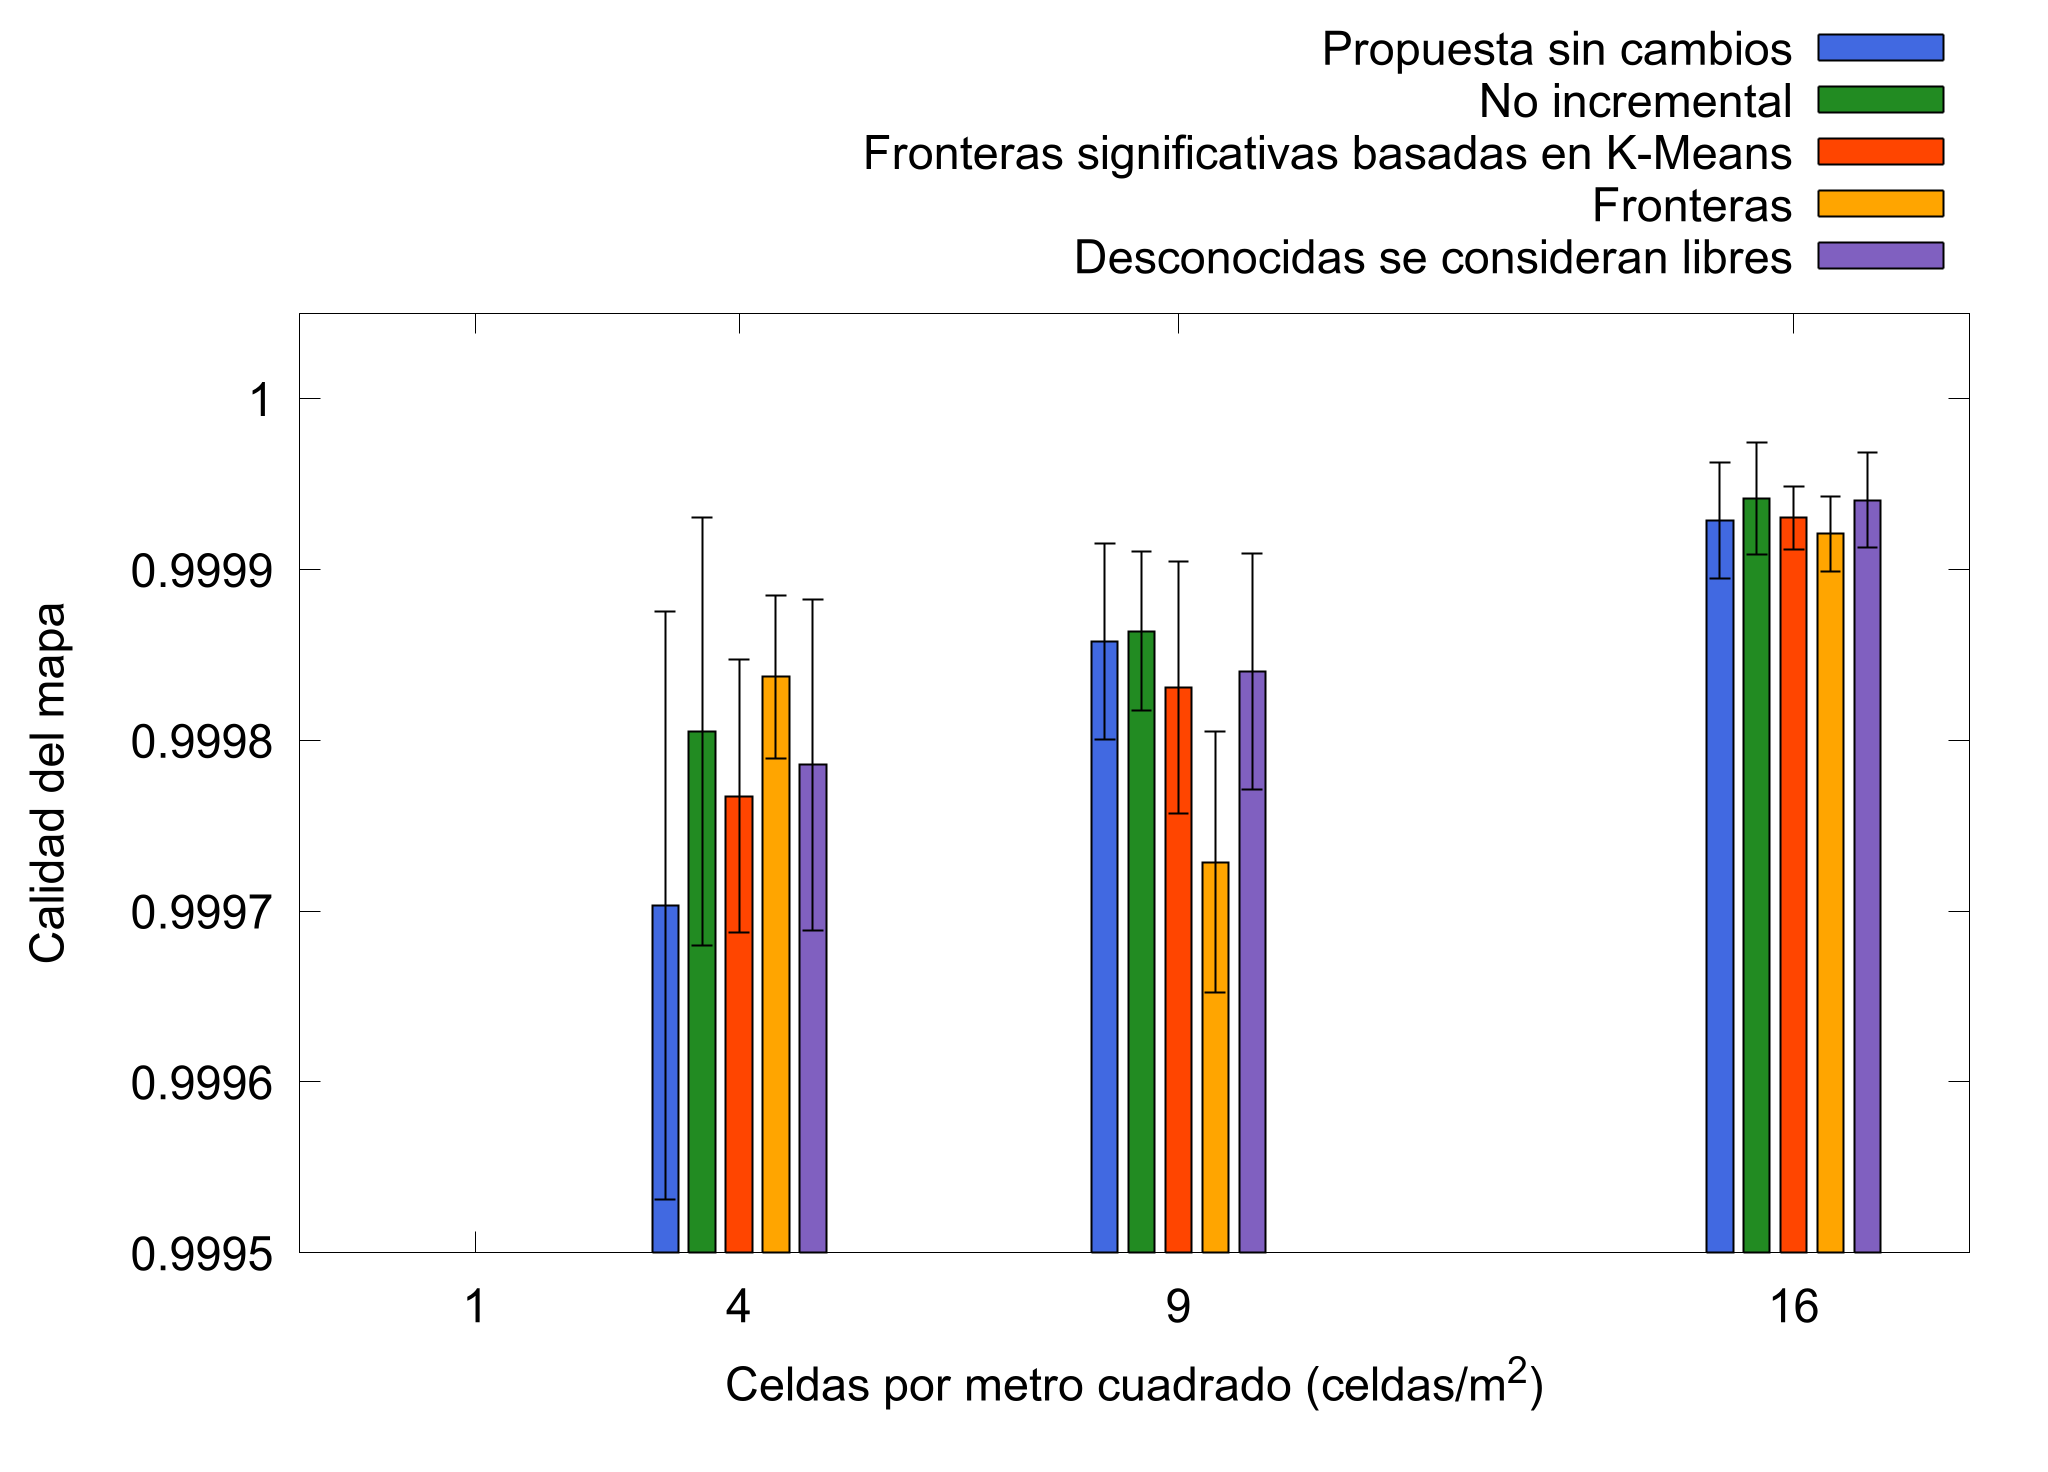 Propuesta sin cambios
No incremental
Fronteras significativas basadas en K-Means
Fronteras
Desconocidas se consideran libres
1
0.9999
0.9998
0.9997
0.9996
0.9995
Calidad del mapa
1 4 9 16
Celdas por metro cuadrado (celdas/m²)